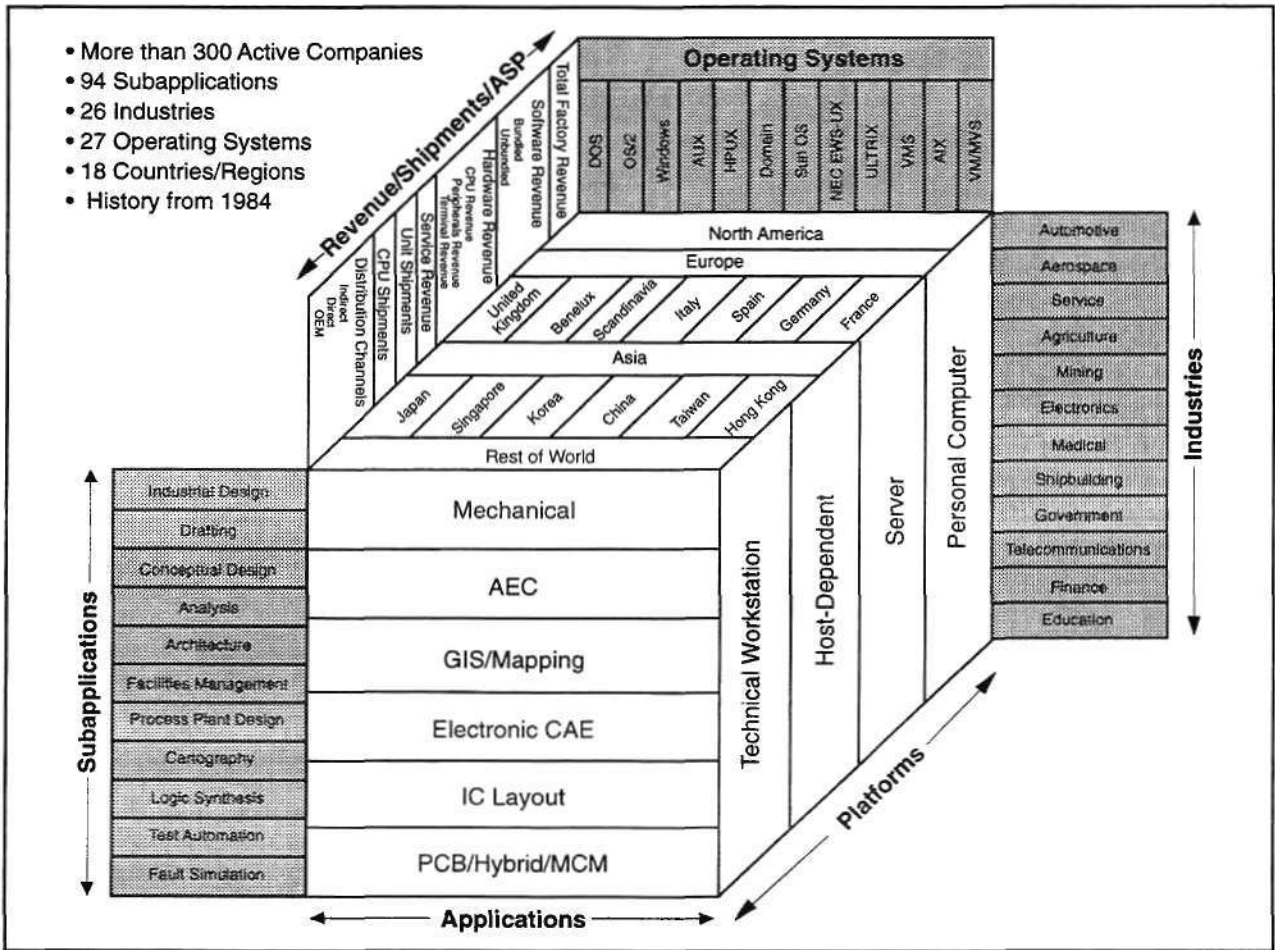 • More than 300 Active Companies
• 94 Subapplications
• 26 Industries
• 27 Operating Systems
• 18 Countries/Regions
• History from 1984
Revenue/Shipments/ASP
Total Factory Revenue
Software Revenue
Bundled
Unbundled
Hardware Revenue
CPU Revenue
Peripherals Revenue
Terminal Revenue
Service Revenue
Unit Shipments
CPU Shipments
Distribution Channels
Indirect
Direct
OEM
Operating Systems
DOS
OS/2
Windows
AUX
HPUX
Domain
Sun OS
NEC EWS-UX
ULTRIX
VMS
AIX
VM/MVS
North America
Europe
United
Kingdom
Benelux
Scandinavia
Italy
Spain
Germany
France
Asia
Japan
Singapore
Korea
China
Taiwan
Hong Kong
Rest of World
Automotive
Aerospace
Service
Agriculture
Mining
Electronics
Medical
Shipbuilding
Government
Telecommunications
Finance
Education
Industries
Subapplications
Industrial Design
Drafting
Conceptual Design
Analysis
Architecture
Facilities Management
Process Plant Design
Cartography
Logic Synthesis
Test Automation
Fault Simulation
Mechanical
AEC
GIS/Mapping
Electronic CAE
IC Layout
PCB/Hybrid/MCM
Technical Workstation
Host-Dependent
Server
Personal Computer
Platforms
Applications